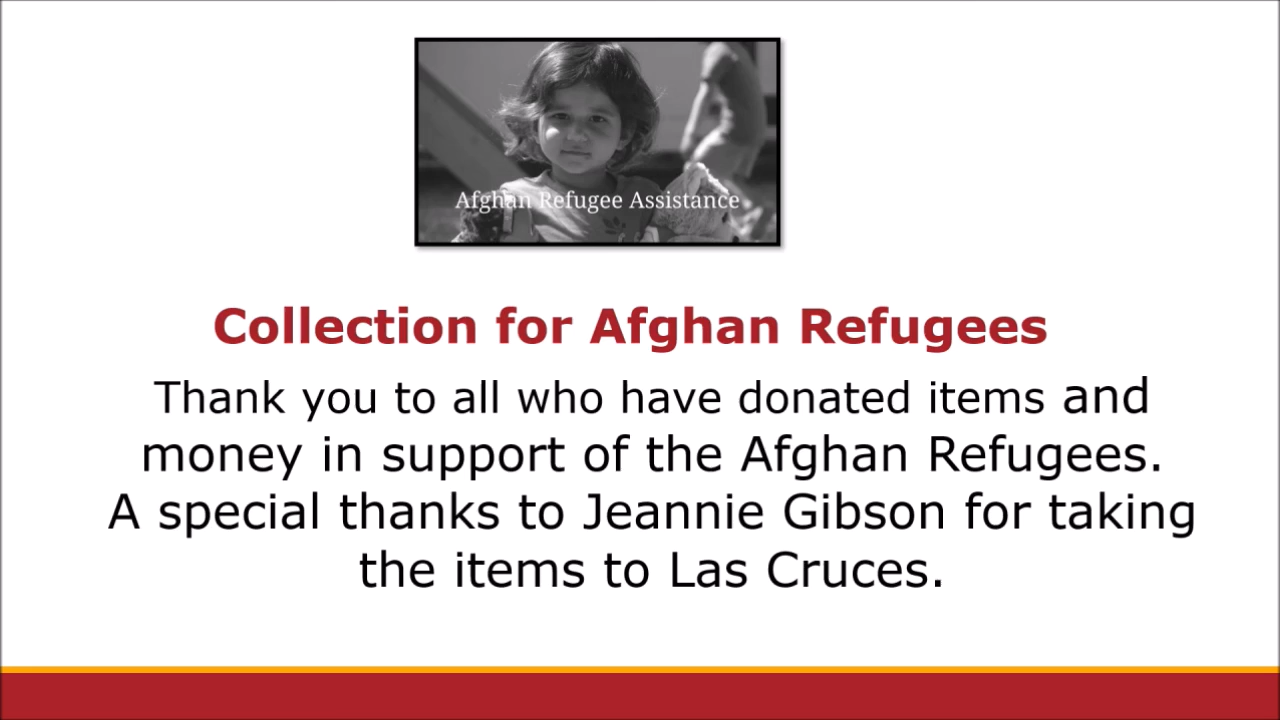 Afghan Refugee Assistance
Collection for Afghan Refugees
Thank you to all who have donated items and
money in support of the Afghan Refugees.
A special thanks to Jeannie Gibson for taking
the items to Las Cruces.